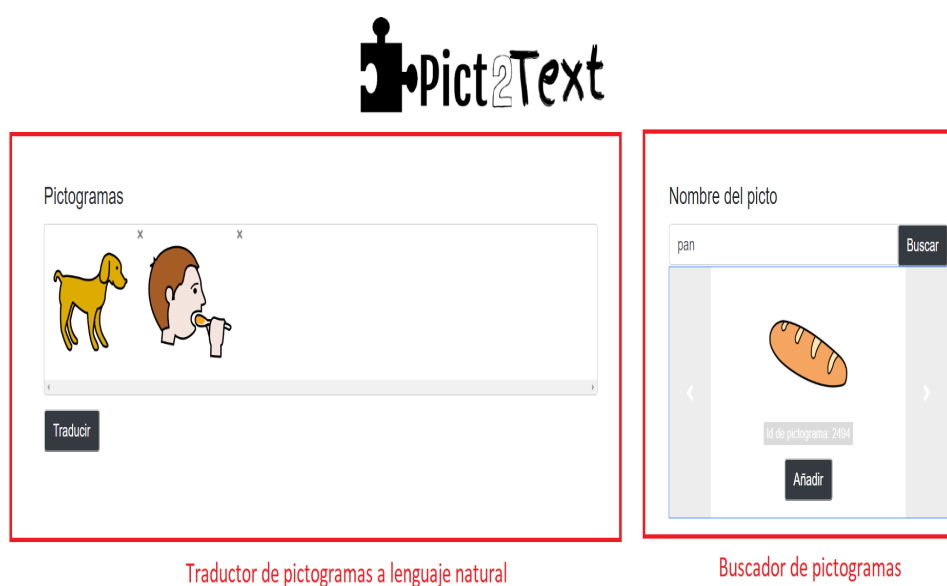 Pict2Text
Pictogramas
x x
Traducir
Traductor de pictogramas a lenguaje natural
Nombre del picto
pan Buscar
Id de pictograma: 2494
Añadir
Buscador de pictogramas